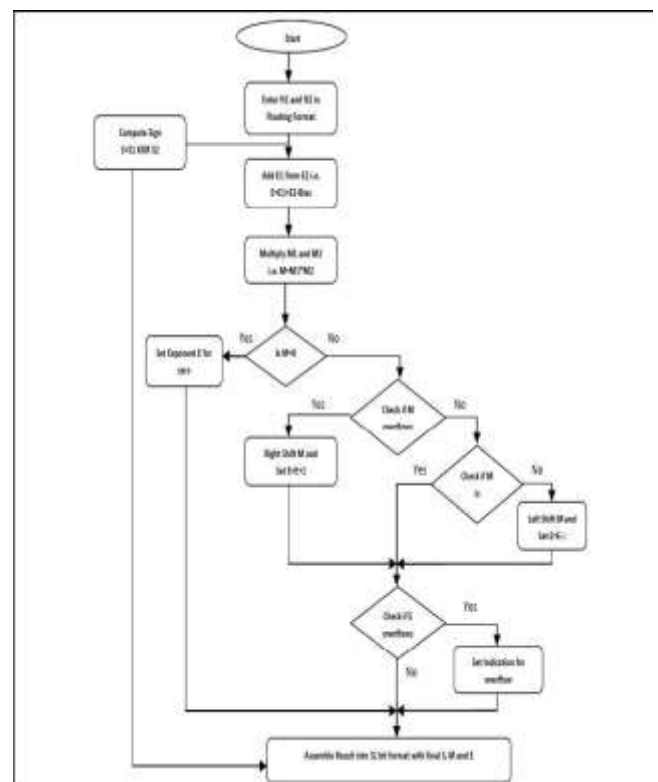 Start
Enter N1 and N2 in
Floating Format
Compute Sign
S=S1 XOR S2
Add E1 from E2 i.e.
E=E1+E2-Bias
Multiply M1 and M2
i.e. M=M1*M2
Yes
No
is M=0
Set Exponent E for
Yes
No
Check if M
overflows
Right Shift M and
Set E=E+1
Yes
No
Check if M
is
Left Shift M and
Set E=E-
Check if E
overflows
Yes
Set Indication for
overflow
No
Assemble Result into 32 bit format with final S, M and E